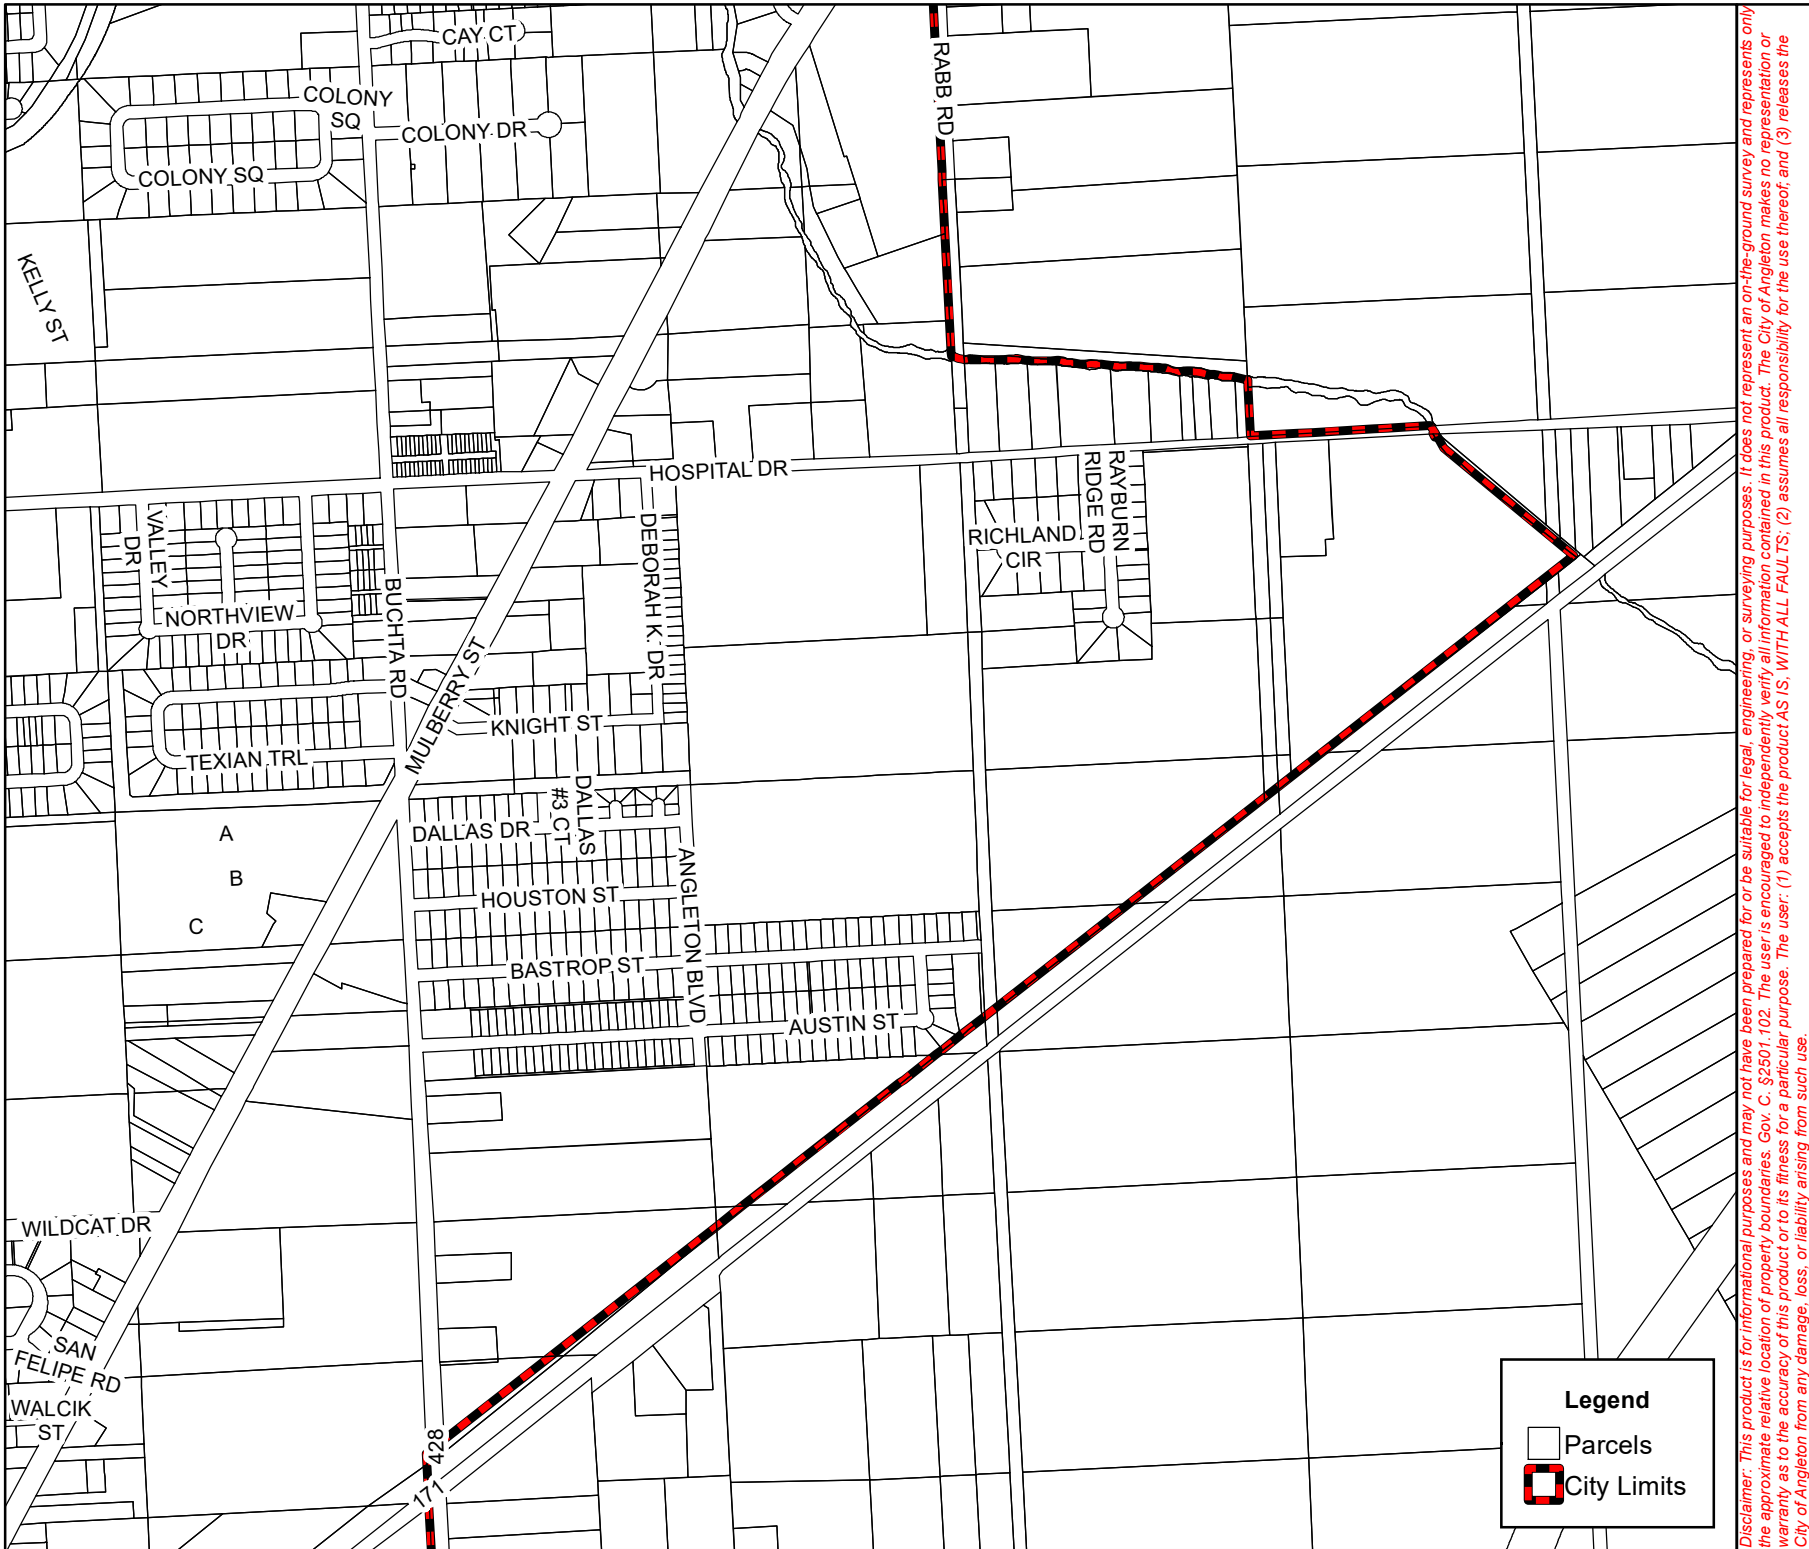 CAY CT
RABB RD
COLONY
SQ
COLONY DR
COLONY SQ
KELLY ST
HOSPITAL DR
VALLEY
DR
NORTHVIEW
DR
BUCHTA RD
DEBORAH K. DR
RICHLAND
CIR
RAYBURN
RIDGE RD
MULBERRY ST
KNIGHT ST
TEXIAN TRL
DALLAS
#3 CT
DALLAS DR
A
B
C
HOUSTON ST
ANGLETON BLVD
BASTROP ST
AUSTIN ST
WILDCAT DR
SAN
FELIPE RD
WALCIK
ST
428
171
Legend
Parcels
City Limits
Disclaimer: This product is for informational purposes and may not have been prepared for or be suitable for legal, engineering, or surveying purposes. It does not represent an on-the-ground survey and represents only
the approximate relative location of property boundaries. Gov. C. §2501.102. The user is encouraged to independently verify all information contained in this product. The City of Angleton makes no representation or
warranty as to the accuracy of this product or to its fitness for a particular purpose. The user: (1) accepts the product AS IS, WITH ALL FAULTS; (2) assumes all responsibility for the use thereof; and (3) releases the
City of Angleton from any damage, loss, or liability arising from such use.